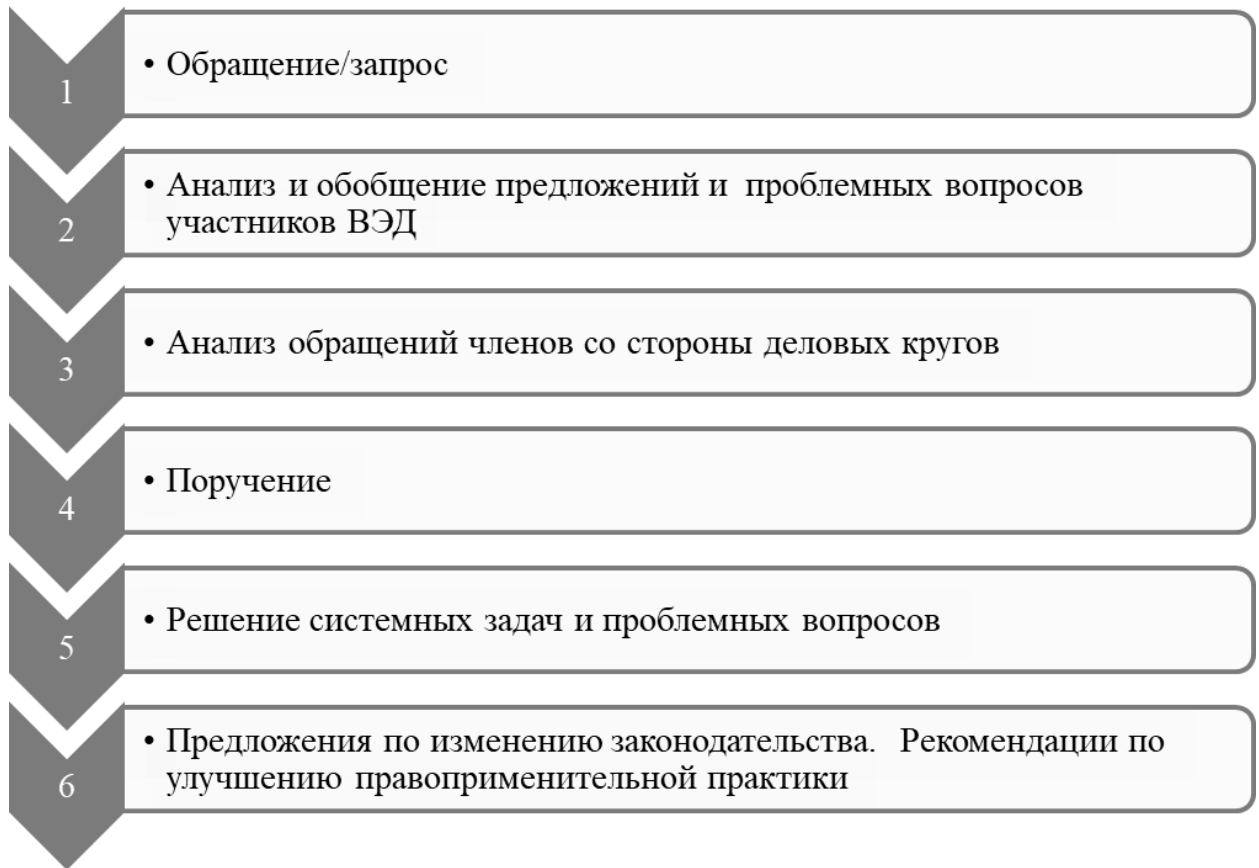 1
• Обращение/запрос
2
• Анализ и обобщение предложений и проблемных вопросов
участников ВЭД
3
• Анализ обращений членов со стороны деловых кругов
4
• Поручение
5
• Решение системных задач и проблемных вопросов
6
• Предложения по изменению законодательства. Рекомендации по
улучшению правоприменительной практики